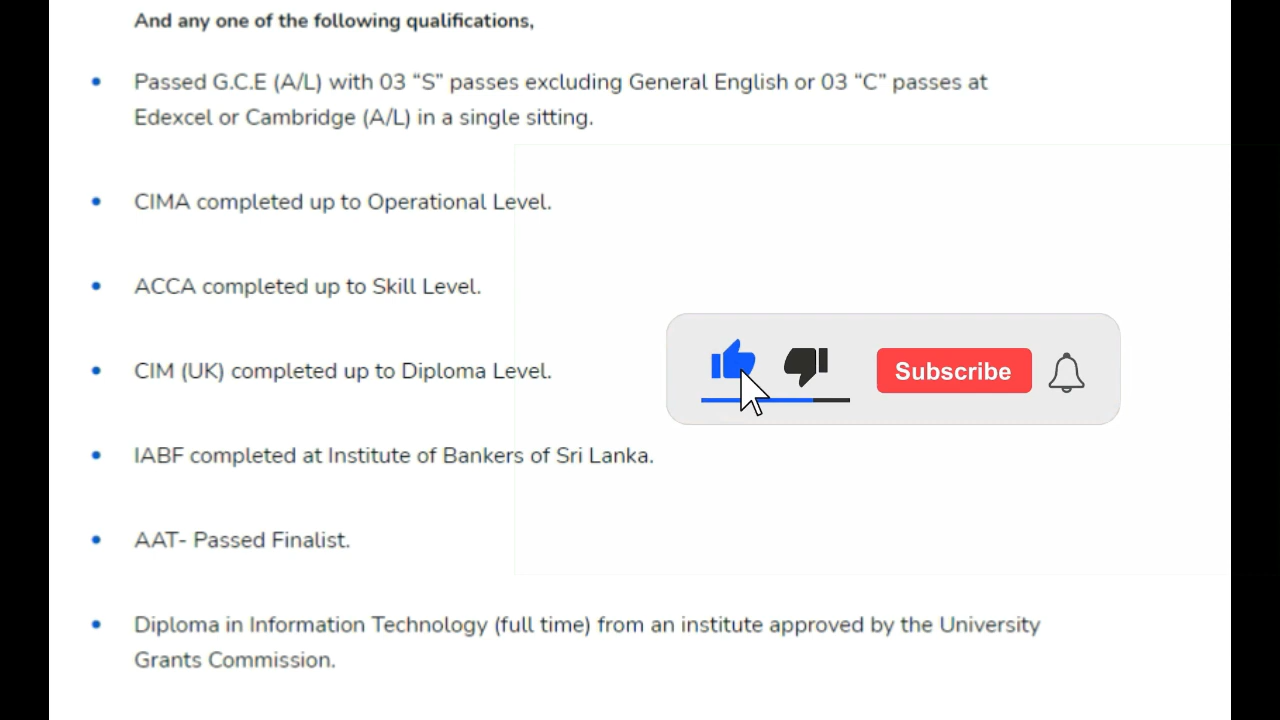 And any one of the following qualifications,
Passed G.C.E (A/L) with 03 “S” passes excluding General English or 03 “C” passes at
Edexcel or Cambridge (A/L) in a single sitting.
CIMA completed up to Operational Level.
ACCA completed up to Skill Level.
CIM (UK) completed up to Diploma Level.
Subscribe
IABF completed at Institute of Bankers of Sri Lanka.
AAT- Passed Finalist.
Diploma in Information Technology (full time) from an institute approved by the University
Grants Commission.